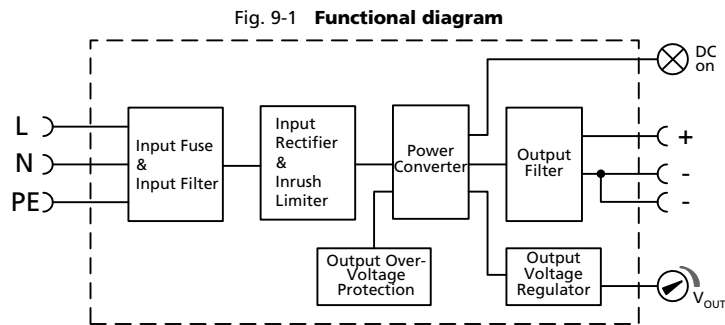 Fig. 9-1 Functional diagram
DC
on
L
N
PE
Input Fuse
&
Input Filter
Input
Rectifier
&
Inrush
Limiter
Power
Converter
Output
Filter
+
-
-
Output Over-
Voltage
Protection
Output
Voltage
Regulator
VOUT